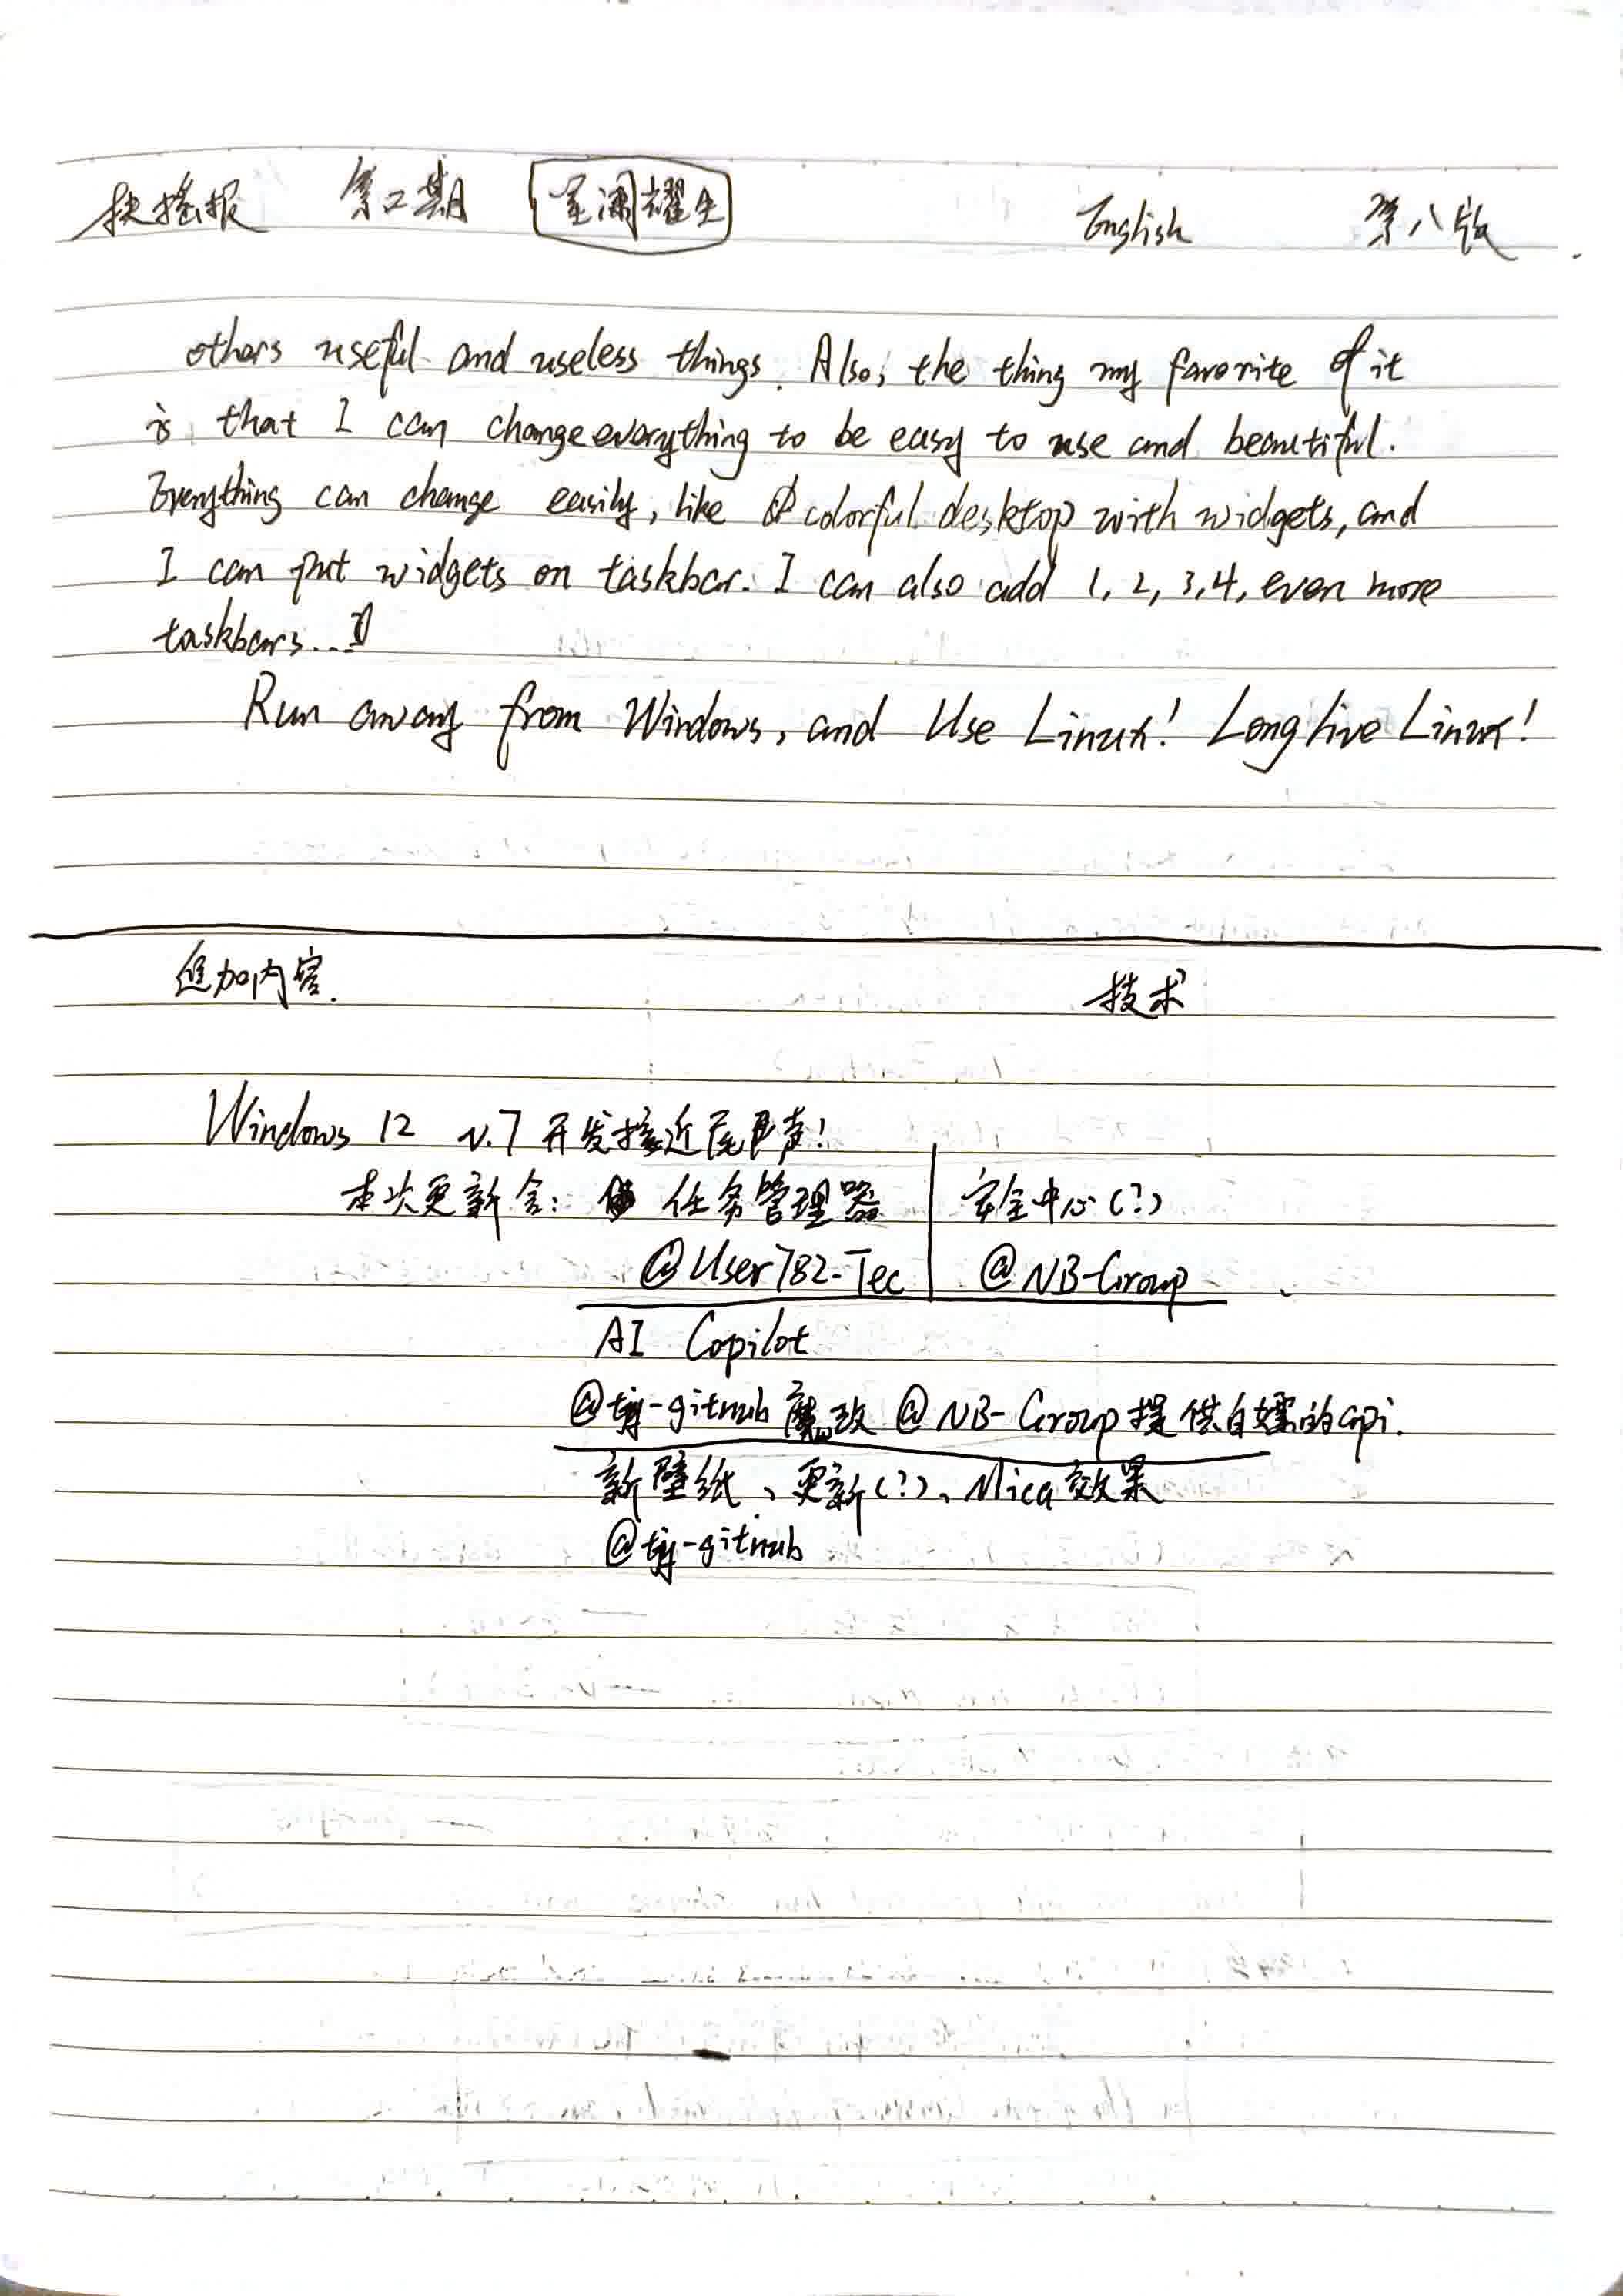 扶摇报 第二期 星澜耀生 English 第八版
others useful and useless things. Also, the thing my favorite of it
is that I can change everything to be easy to use and beautiful.
Everything can change easily, like colorful desktop with widgets, and
I can put widgets on taskbar. I can also add 1, 2, 3, 4, even more
taskbars...
Run away from Windows, and Use Linux! Long live Linux!
追加内容. 技术
Windows 12 v.7 开发接近尾声!
本次更新含: 任务管理器 安全中心(?)
@User782-Tec @NB-Group
AI Copilot
@tjy-gitnub 魔改 @NB-Group 提供白嫖的api.
新壁纸、更新(?)、Mica效果
@tjy-gitnub